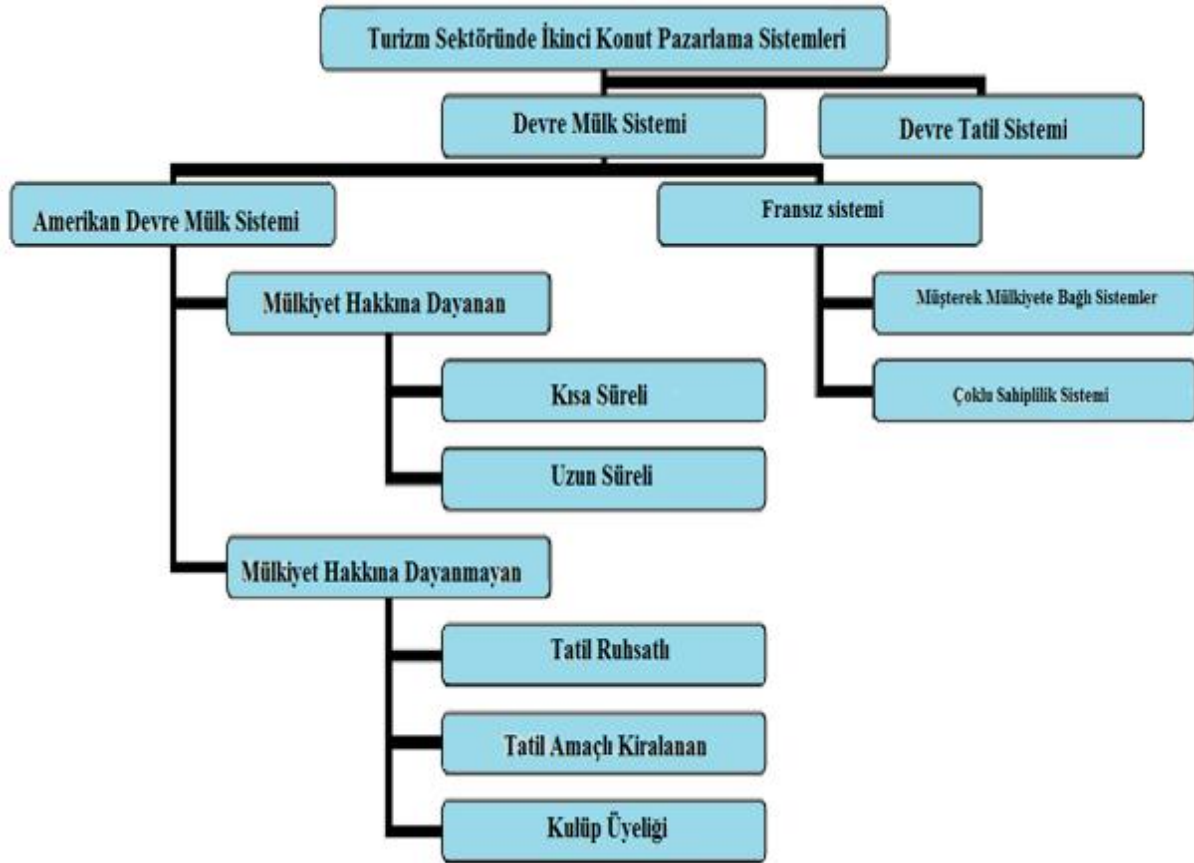 Turizm Sektöründe İkinci Konut Pazarlama Sistemleri
Devre Mülk Sistemi
Devre Tatil Sistemi
Amerikan Devre Mülk Sistemi
Fransız sistemi
Mülkiyet Hakkına Dayanan
Müşterek Mülkiyete Bağlı Sistemler
Kısa Süreli
Çoklu Sahiplilik Sistemi
Uzun Süreli
Mülkiyet Hakkına Dayanmayan
Tatil Ruhsatlı
Tatil Amaçlı Kiralanan
Kulüp Üyeliği